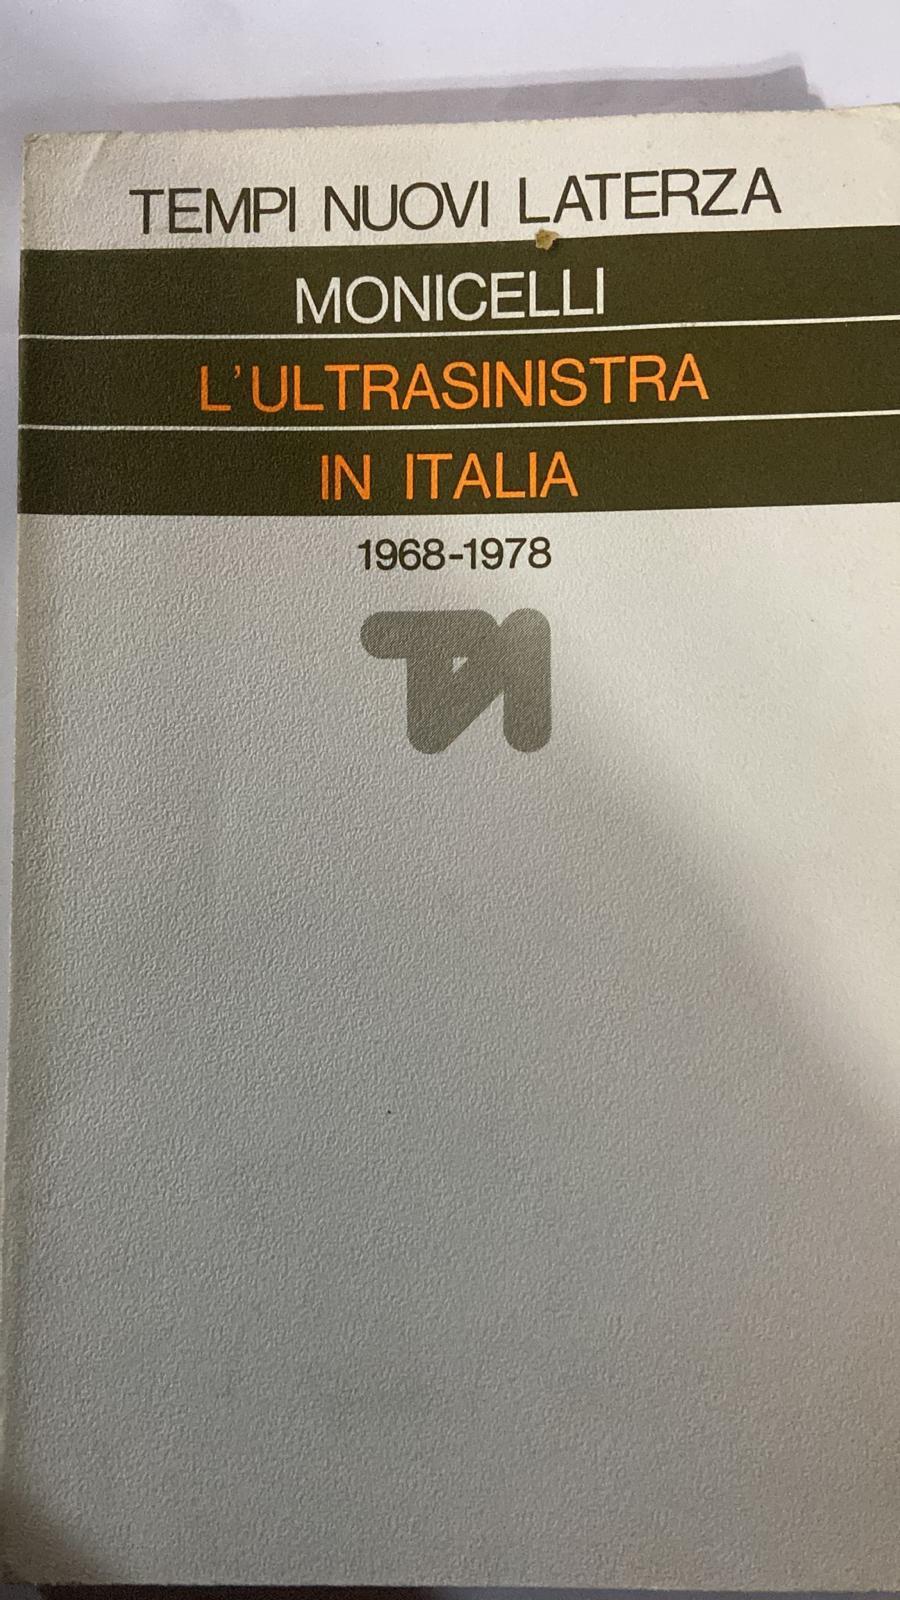 TEMPI NUOVI LATERZA
MONICELLI
L'ULTRASINISTRA
IN ITALIA
1968-1978